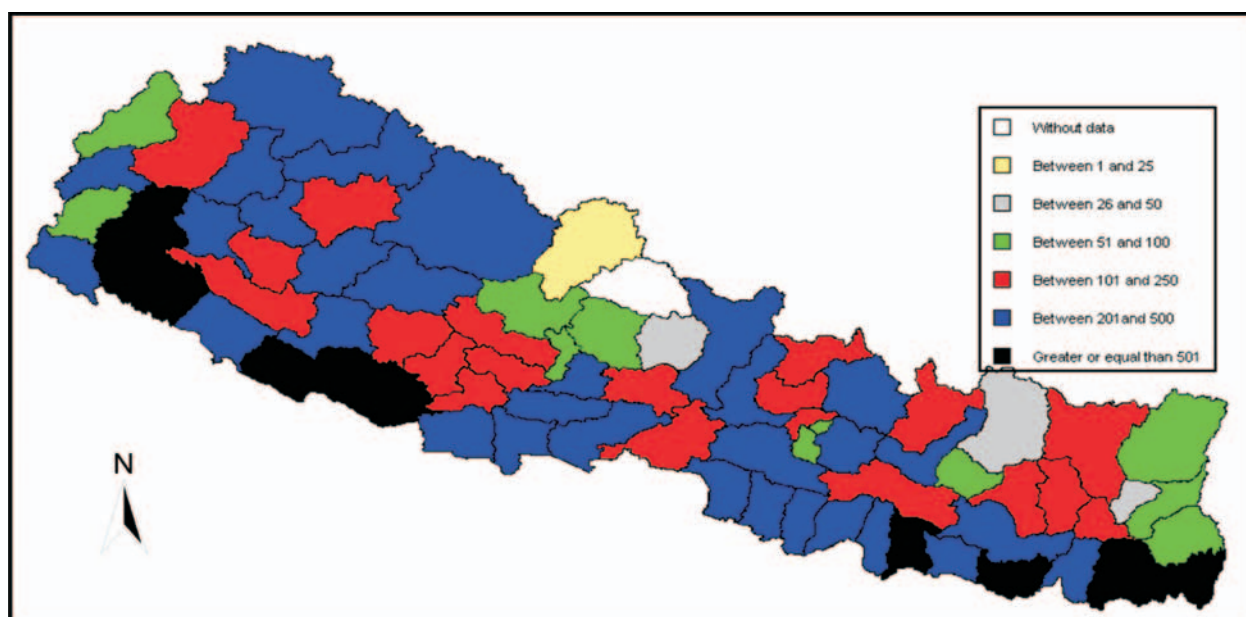 Without data
Between 1 and 25
Between 26 and 50
Between 51 and 100
Between 101 and 250
Between 201and 500
Greater or equal than 501
N